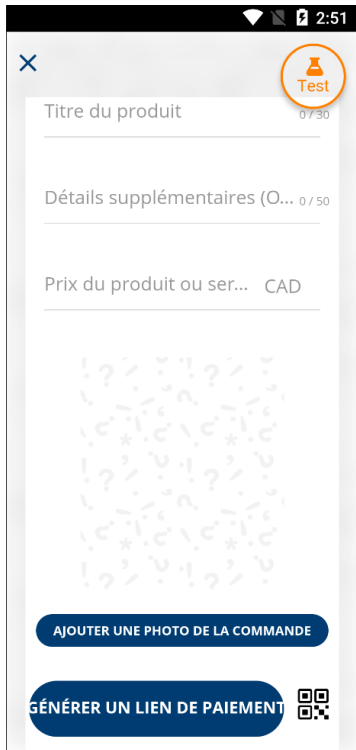 2:51
Test
Titre du produit
0 / 30
Détails supplémentaires (O...
0 / 50
Prix du produit ou ser...
CAD
AJOUTER UNE PHOTO DE LA COMMANDE
GÉNÉRER UN LIEN DE PAIEMENT